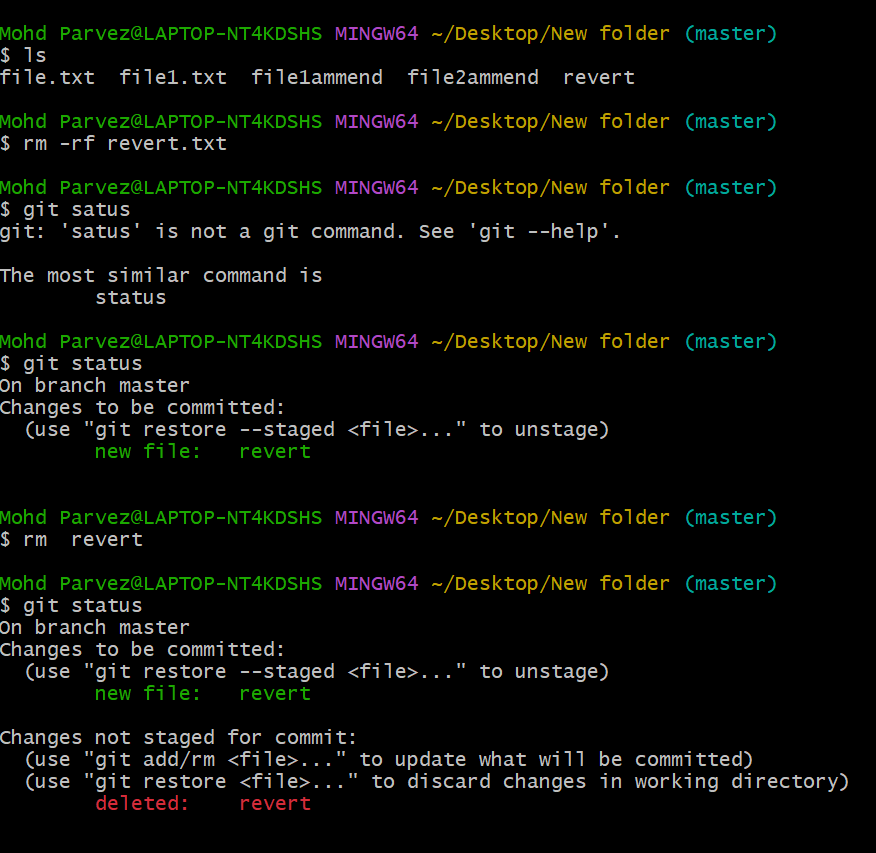 Mohd Parvez@LAPTOP-NT4KDSHS MINGW64 ~/Desktop/New folder (master)
$ ls
file.txt  file1.txt  file1ammend  file2ammend  revert
Mohd Parvez@LAPTOP-NT4KDSHS MINGW64 ~/Desktop/New folder (master)
$ rm -rf revert.txt
Mohd Parvez@LAPTOP-NT4KDSHS MINGW64 ~/Desktop/New folder (master)
$ git satus
git: 'satus' is not a git command. See 'git --help'.
The most similar command is
        status
Mohd Parvez@LAPTOP-NT4KDSHS MINGW64 ~/Desktop/New folder (master)
$ git status
On branch master
Changes to be committed:
  (use "git restore --staged <file>..." to unstage)
        new file:   revert
Mohd Parvez@LAPTOP-NT4KDSHS MINGW64 ~/Desktop/New folder (master)
$ rm  revert
Mohd Parvez@LAPTOP-NT4KDSHS MINGW64 ~/Desktop/New folder (master)
$ git status
On branch master
Changes to be committed:
  (use "git restore --staged <file>..." to unstage)
        new file:   revert
Changes not staged for commit:
  (use "git add/rm <file>..." to update what will be committed)
  (use "git restore <file>..." to discard changes in working directory)
        deleted:    revert